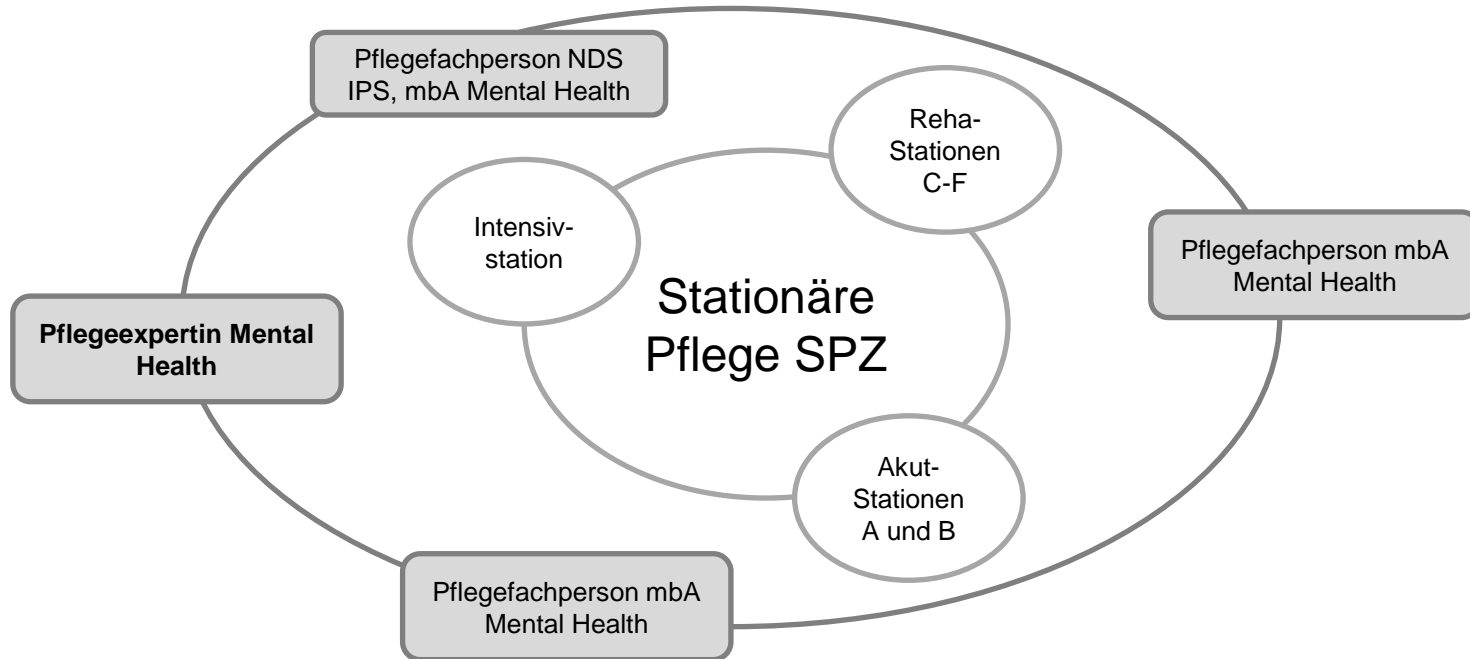 Pflegefachperson NDS
IPS, mbA Mental Health
Reha-
Stationen
C-F
Intensiv-
station
Pflegefachperson mbA
Mental Health
Stationäre
Pflege SPZ
Pflegeexpertin Mental
Health
Akut-
Stationen
A und B
Pflegefachperson mbA
Mental Health